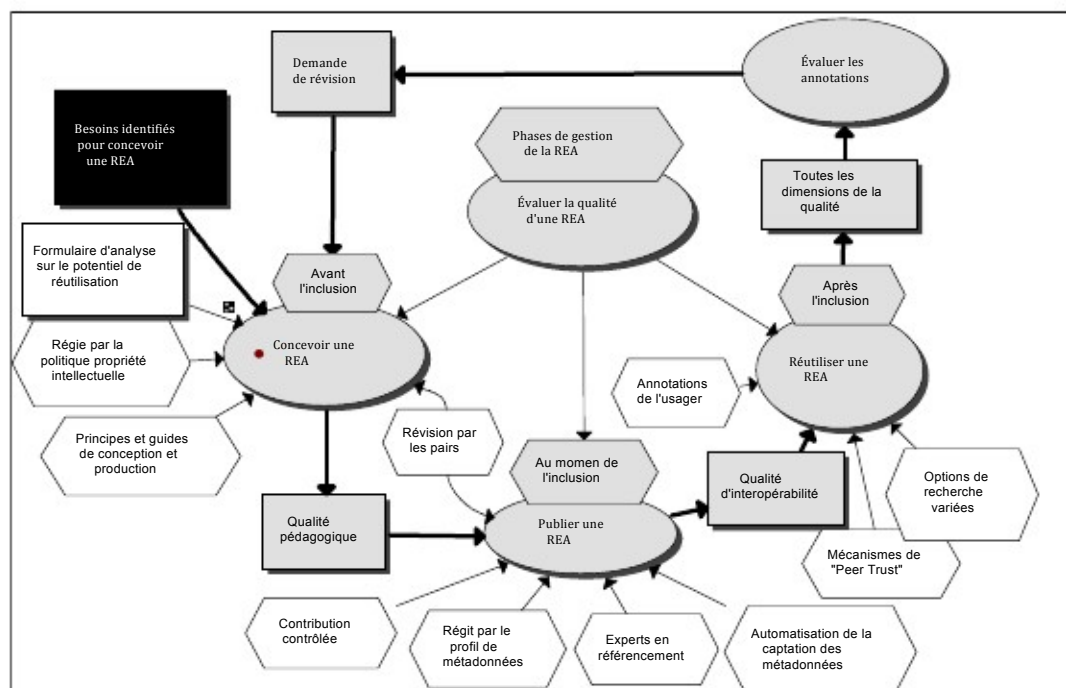 Demande
de révision
Évaluer les
annotations
Besoins identifiés
pour concevoir
une REA
Phases de gestion
de la REA
Évaluer la qualité
d'une REA
Toutes les
dimensions de la
qualité
Formulaire d'analyse
sur le potentiel de
réutilisation
Avant
l'inclusion
Après
l'inclusion
Régie par la
politique propriété
intellectuelle
Concevoir une
REA
Réutiliser une
REA
Annotations
de l'usager
Principes et guides
de conception et
production
Révision par
les pairs
Au momen de
l'inclusion
Qualité
d'interopérabilité
Options de
recherche
variées
Qualité
pédagogique
Publier une
REA
Mécanismes de
"Peer Trust"
Contribution
contrôlée
Régit par le
profil de
métadonnées
Experts en
référencement
Automatisation de la
captation des
métadonnées